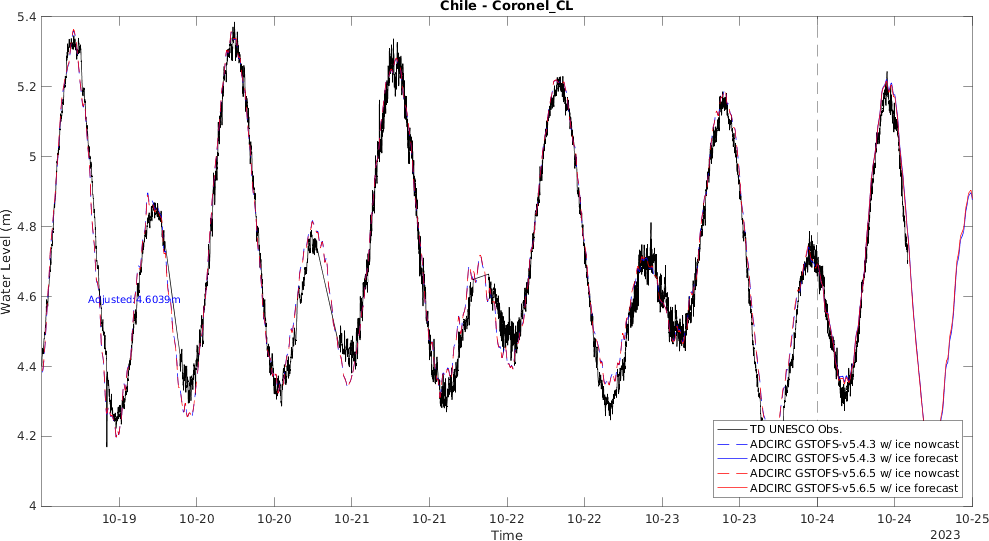 Chile - Coronel_CL
5.4
5.2
5
4.8
4.6
4.4
4.2
4
Water Level (m)
Adjusted:4.6039m
TD UNESCO Obs.
ADCIRC GSTOFS-v5.4.3 w/ ice nowcast
ADCIRC GSTOFS-v5.4.3 w/ ice forecast
ADCIRC GSTOFS-v5.6.5 w/ ice nowcast
ADCIRC GSTOFS-v5.6.5 w/ ice forecast
10-19 10-20 10-20 10-21 10-21 10-22 10-22 10-23 10-23 10-24 10-24 10-25
Time
2023